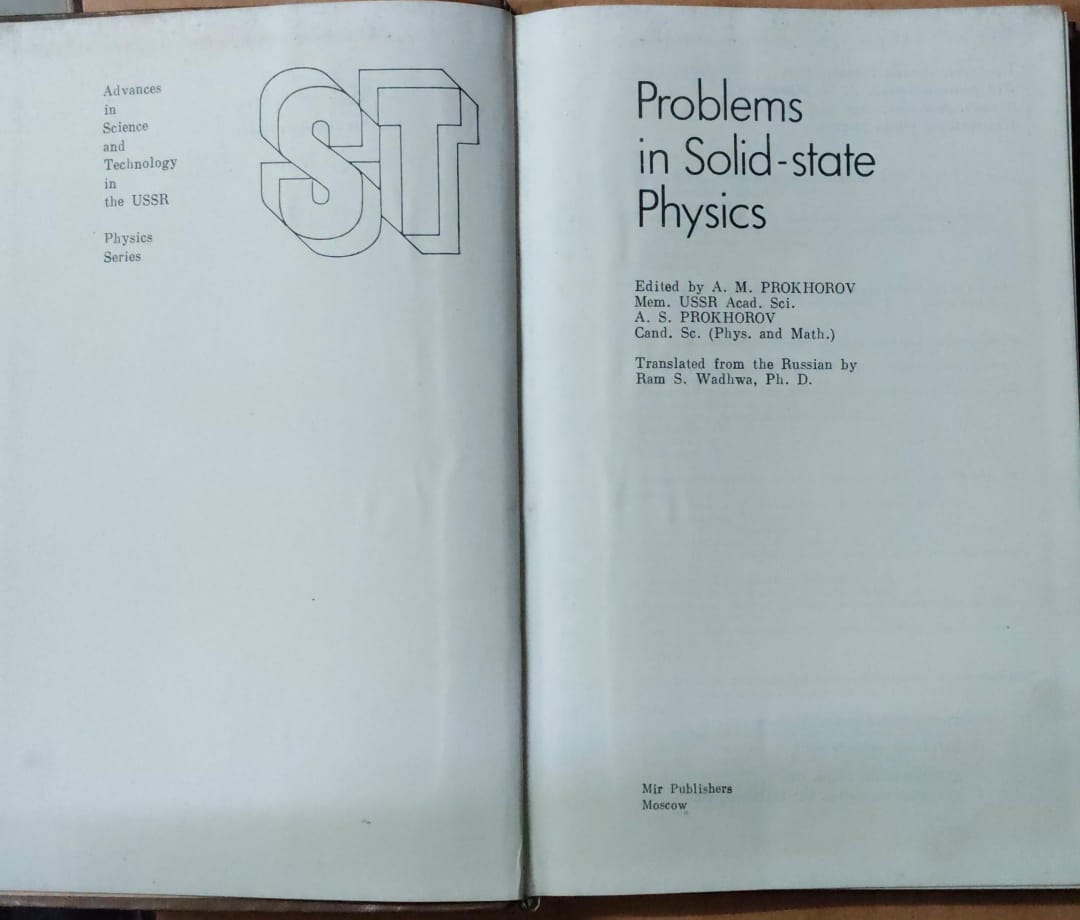 Advances
in
Science
and
Technology
in
the USSR
Physics
Series
ST
Problems
in Solid-state
Physics
Edited by A. M. PROKHOROV
Mem. USSR Acad. Sci.
A. S. PROKHOROV
Cand. Sc. (Phys. and Math.)
Translated from the Russian by
Ram S. Wadhwa, Ph. D.
Mir Publishers
Moscow